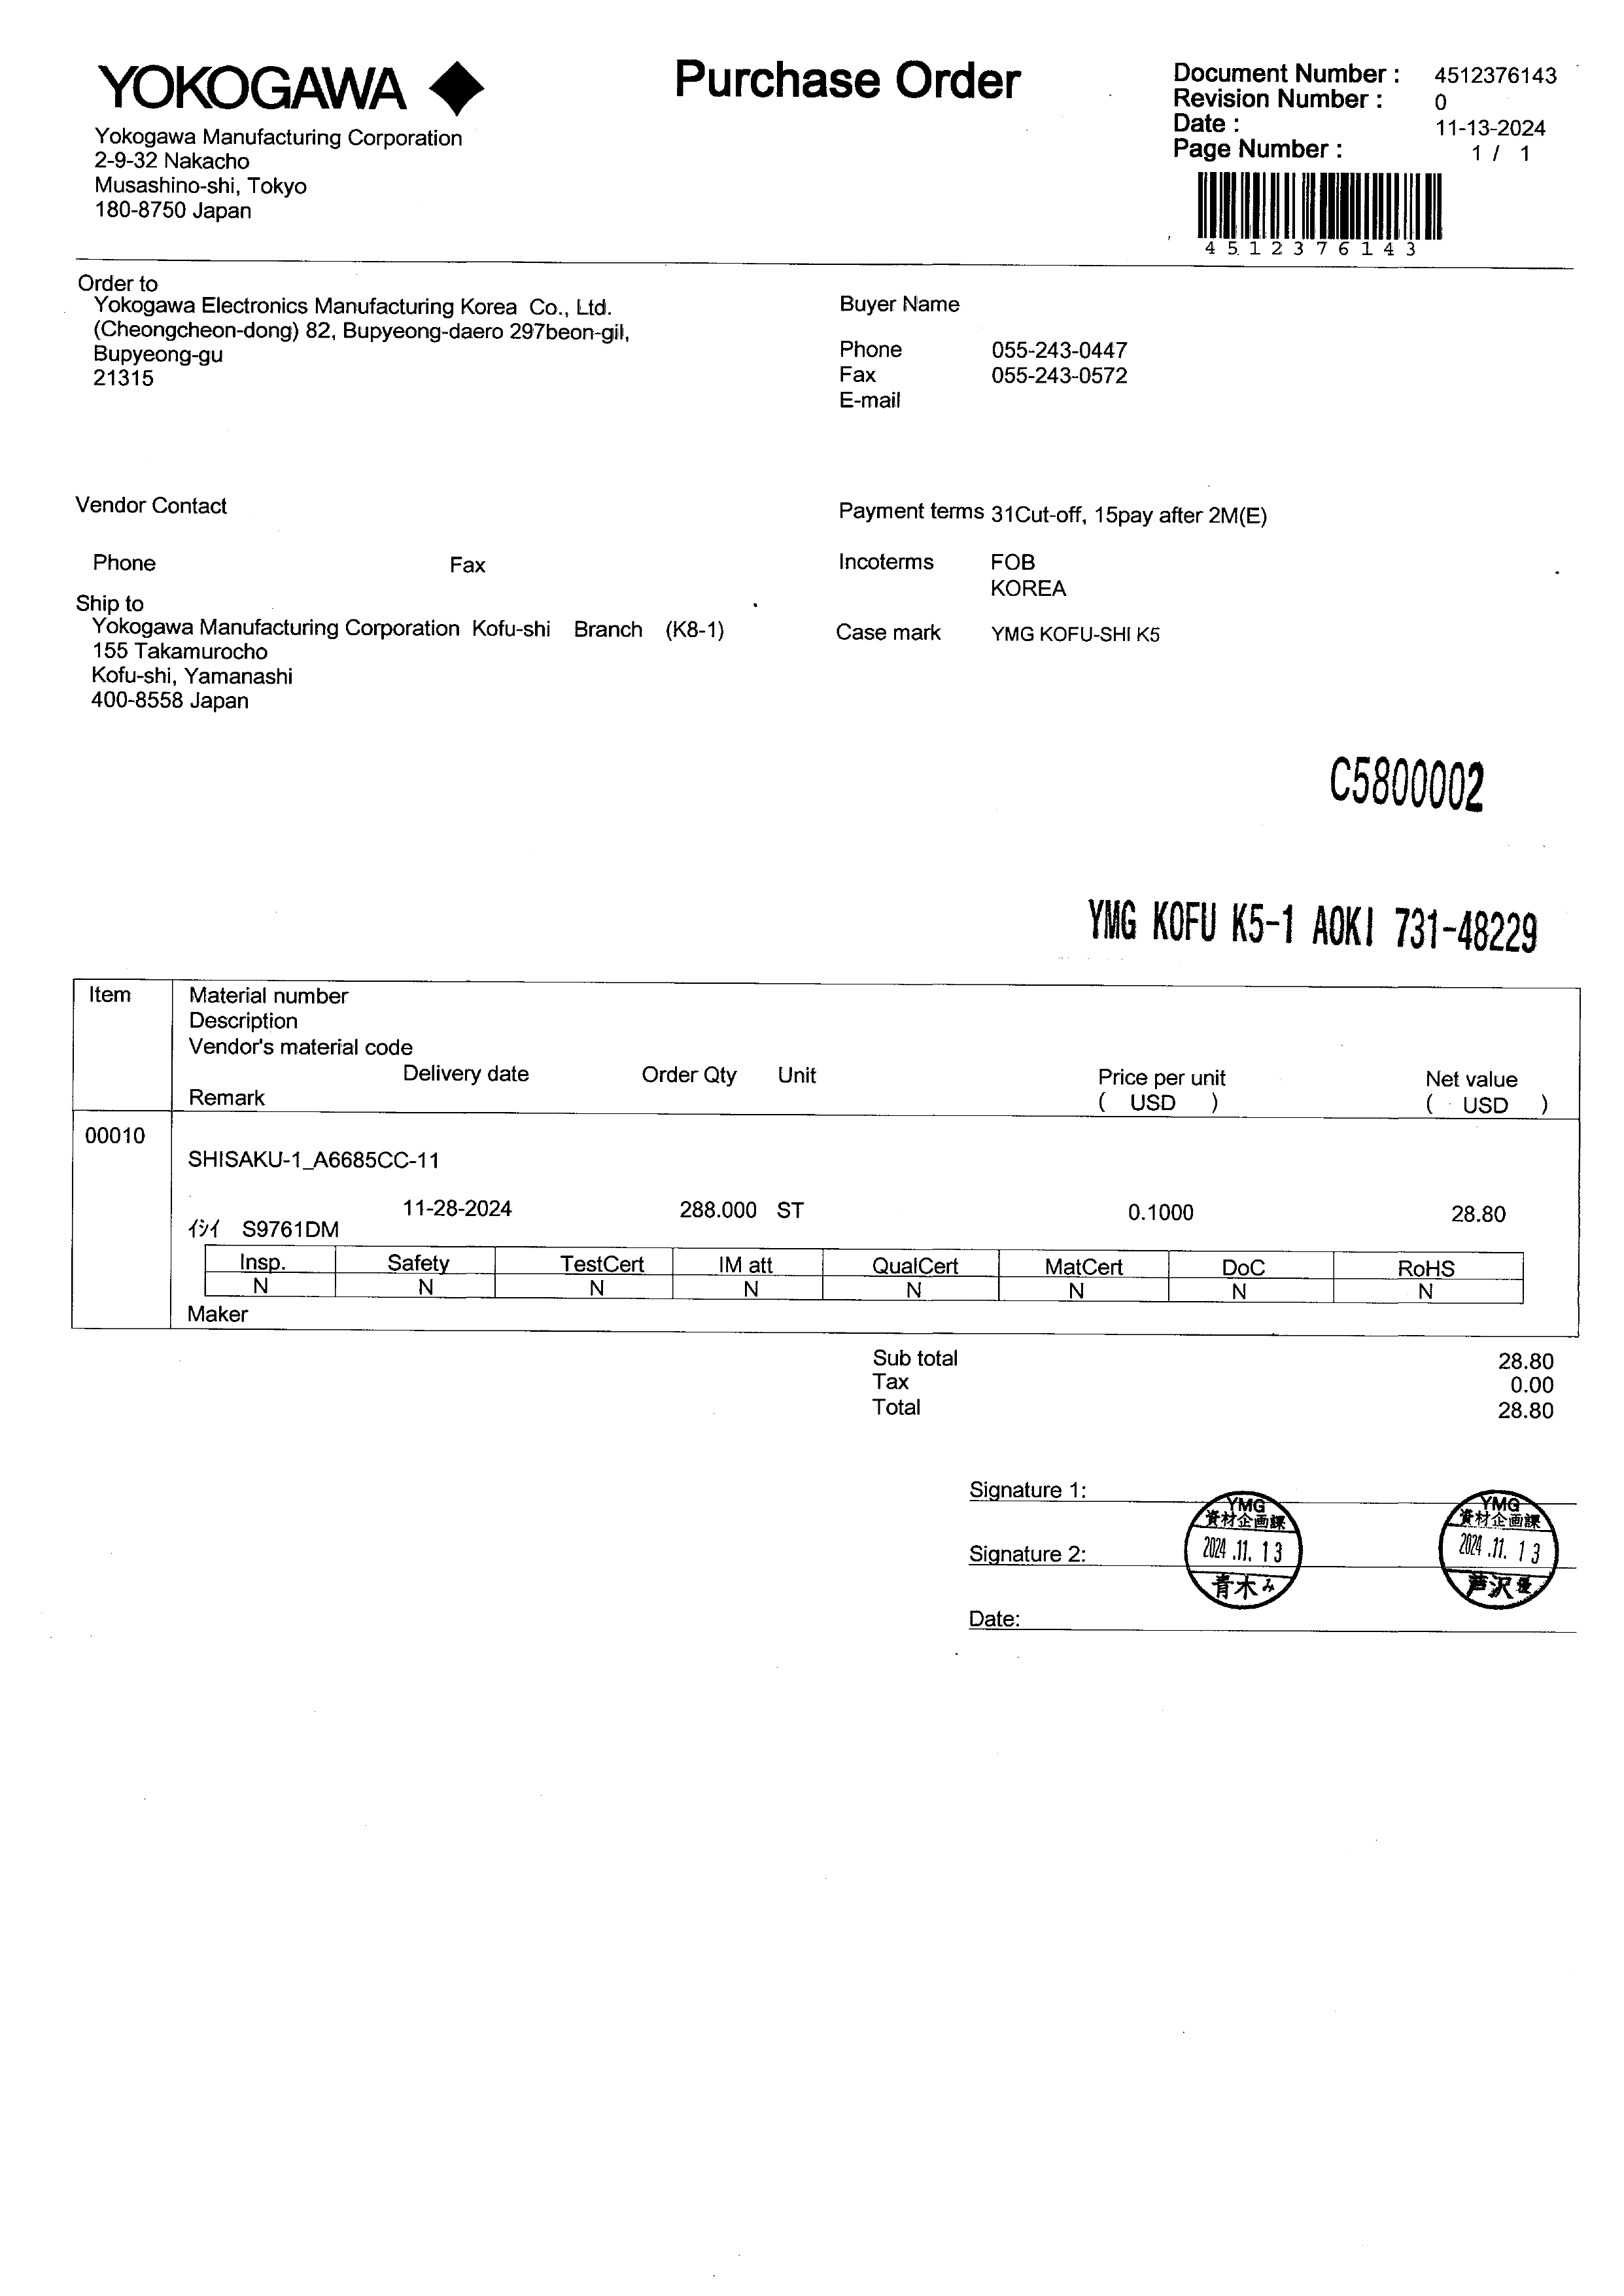 YOKOGAWA
Purchase Order
Yokogawa Manufacturing Corporation
2-9-32 Nakacho
Musashino-shi, Tokyo
180-8750 Japan
Document Number : 4512376143
Revision Number : 0
Date : 11-13-2024
Page Number : 1 / 1
4512376143
Order to
Yokogawa Electronics Manufacturing Korea Co., Ltd.
(Cheongcheon-dong) 82, Bupyeong-daero 297beon-gil,
Bupyeong-gu
21315
Buyer Name
Phone 055-243-0447
Fax 055-243-0572
E-mail
Vendor Contact
Phone Fax
Payment terms 31Cut-off, 15pay after 2M(E)
Incoterms FOB
KOREA
Ship to
Yokogawa Manufacturing Corporation Kofu-shi Branch (K8-1)
155 Takamurocho
Kofu-shi, Yamanashi
400-8558 Japan
Case mark YMG KOFU-SHI K5
C5800002
YMG KOFU K5-1 AOKI 731-48229
Item Material number
Description
Vendor's material code
Delivery date Order Qty Unit Price per unit Net value
Remark ( USD ) ( USD )
00010
SHISAKU-1_A6685CC-11
11-28-2024 288.000 ST 0.1000 28.80
ｲｼｲ S9761DM
Insp. Safety TestCert IM att QualCert MatCert DoC RoHS
N N N N N N N N
Maker
Sub total 28.80
Tax 0.00
Total 28.80
Signature 1:
Signature 2:
Date:
YMG
資材企画課
2024.11.13
青木み
YMG
資材企画課
2024.11.13
芦沢優